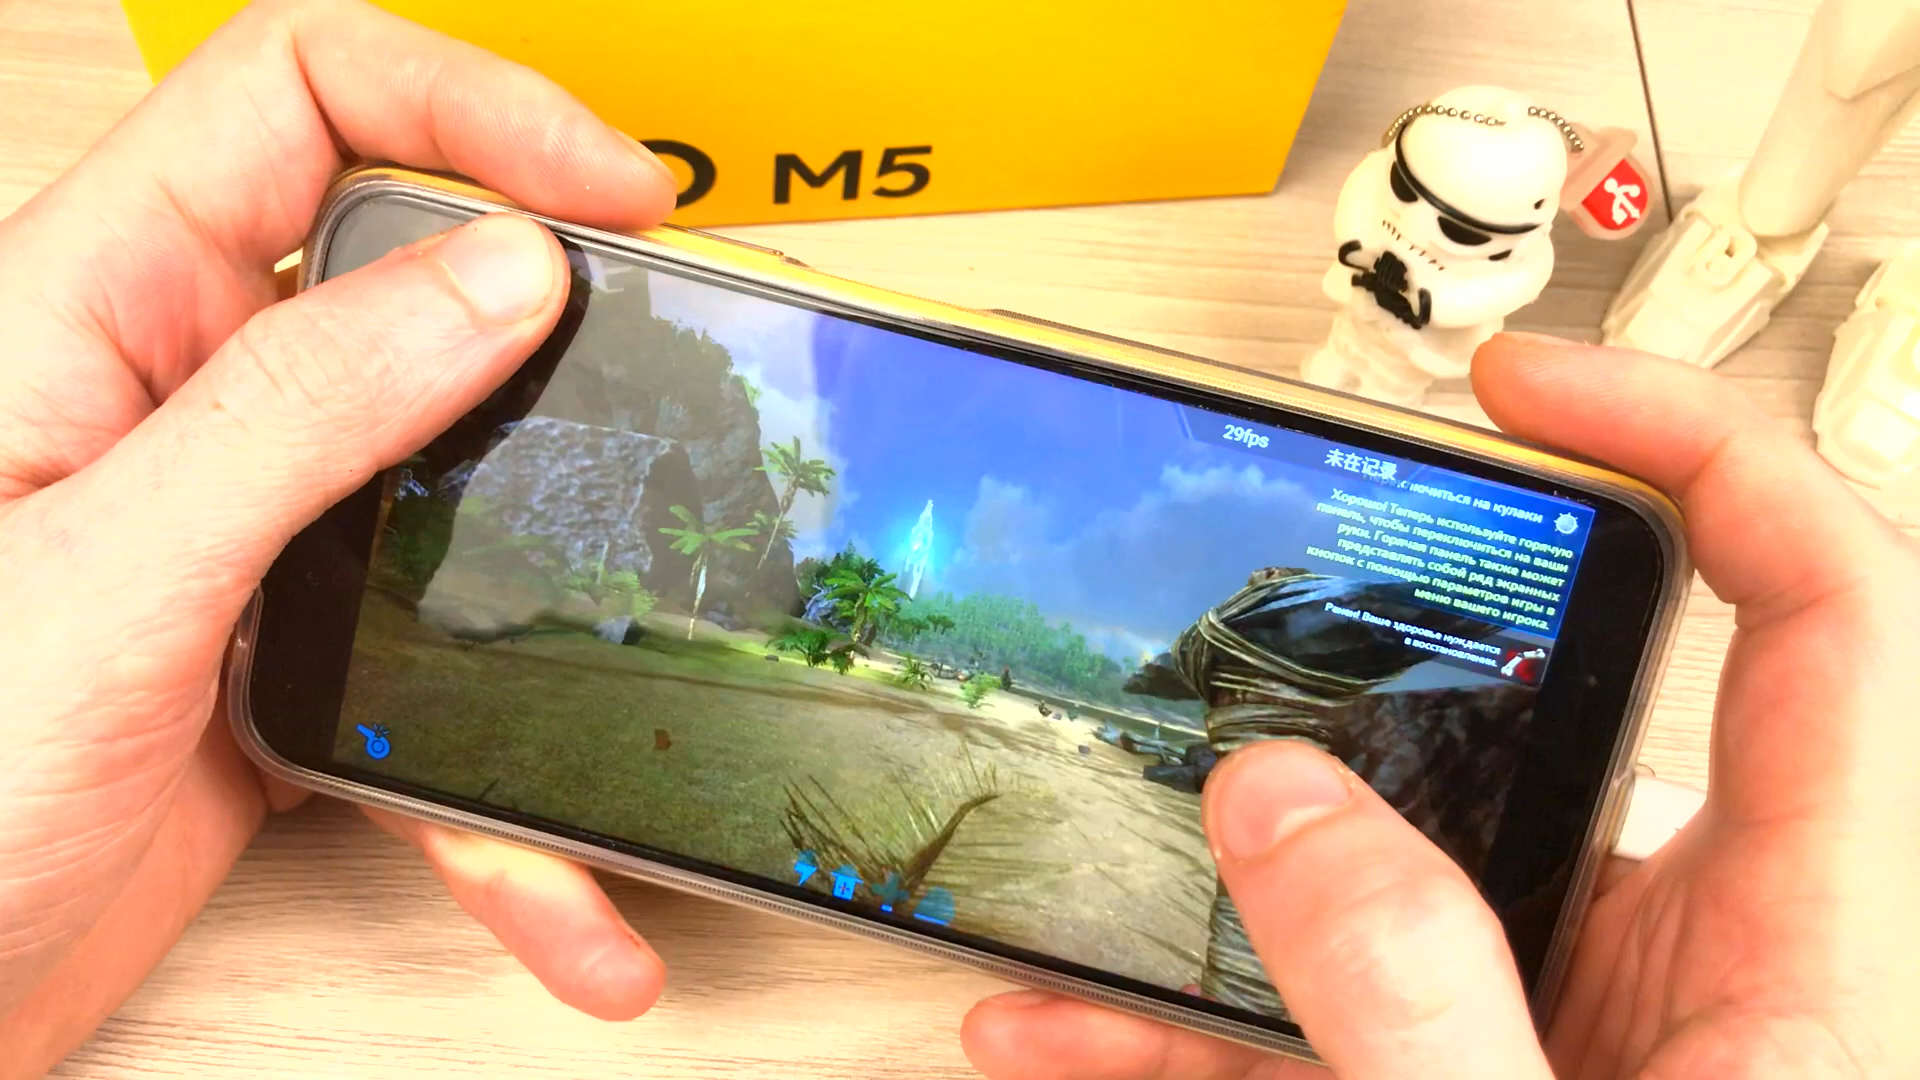 O M5
29fps
未在记录
ючиться на кулаки
Хорошо! Теперь используйте горячую
панель, чтобы переключиться на ваши
руки. Горячая панель также может
представлять собой ряд экранных
кнопок с помощью параметров игры в
меню вашего игрока.
Ранен! Ваше здоровье нуждается
в восстановлении.